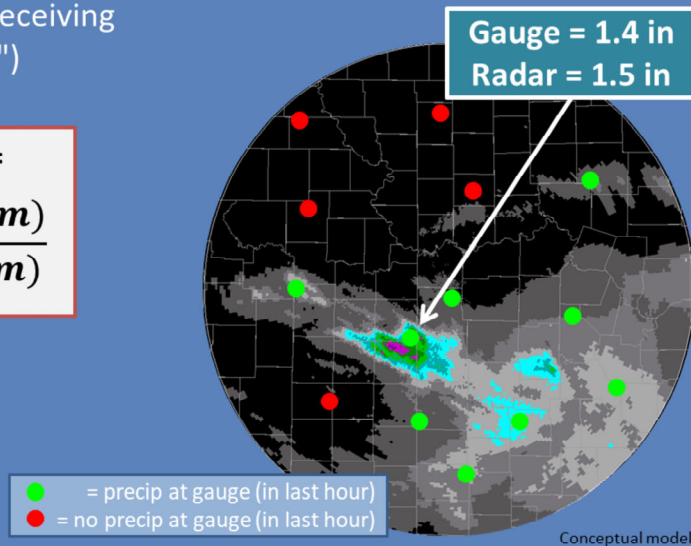 eceiving
")
Gauge = 1.4 in
Radar = 1.5 in
=
m)
m)
= precip at gauge (in last hour)
= no precip at gauge (in last hour)
Conceptual model